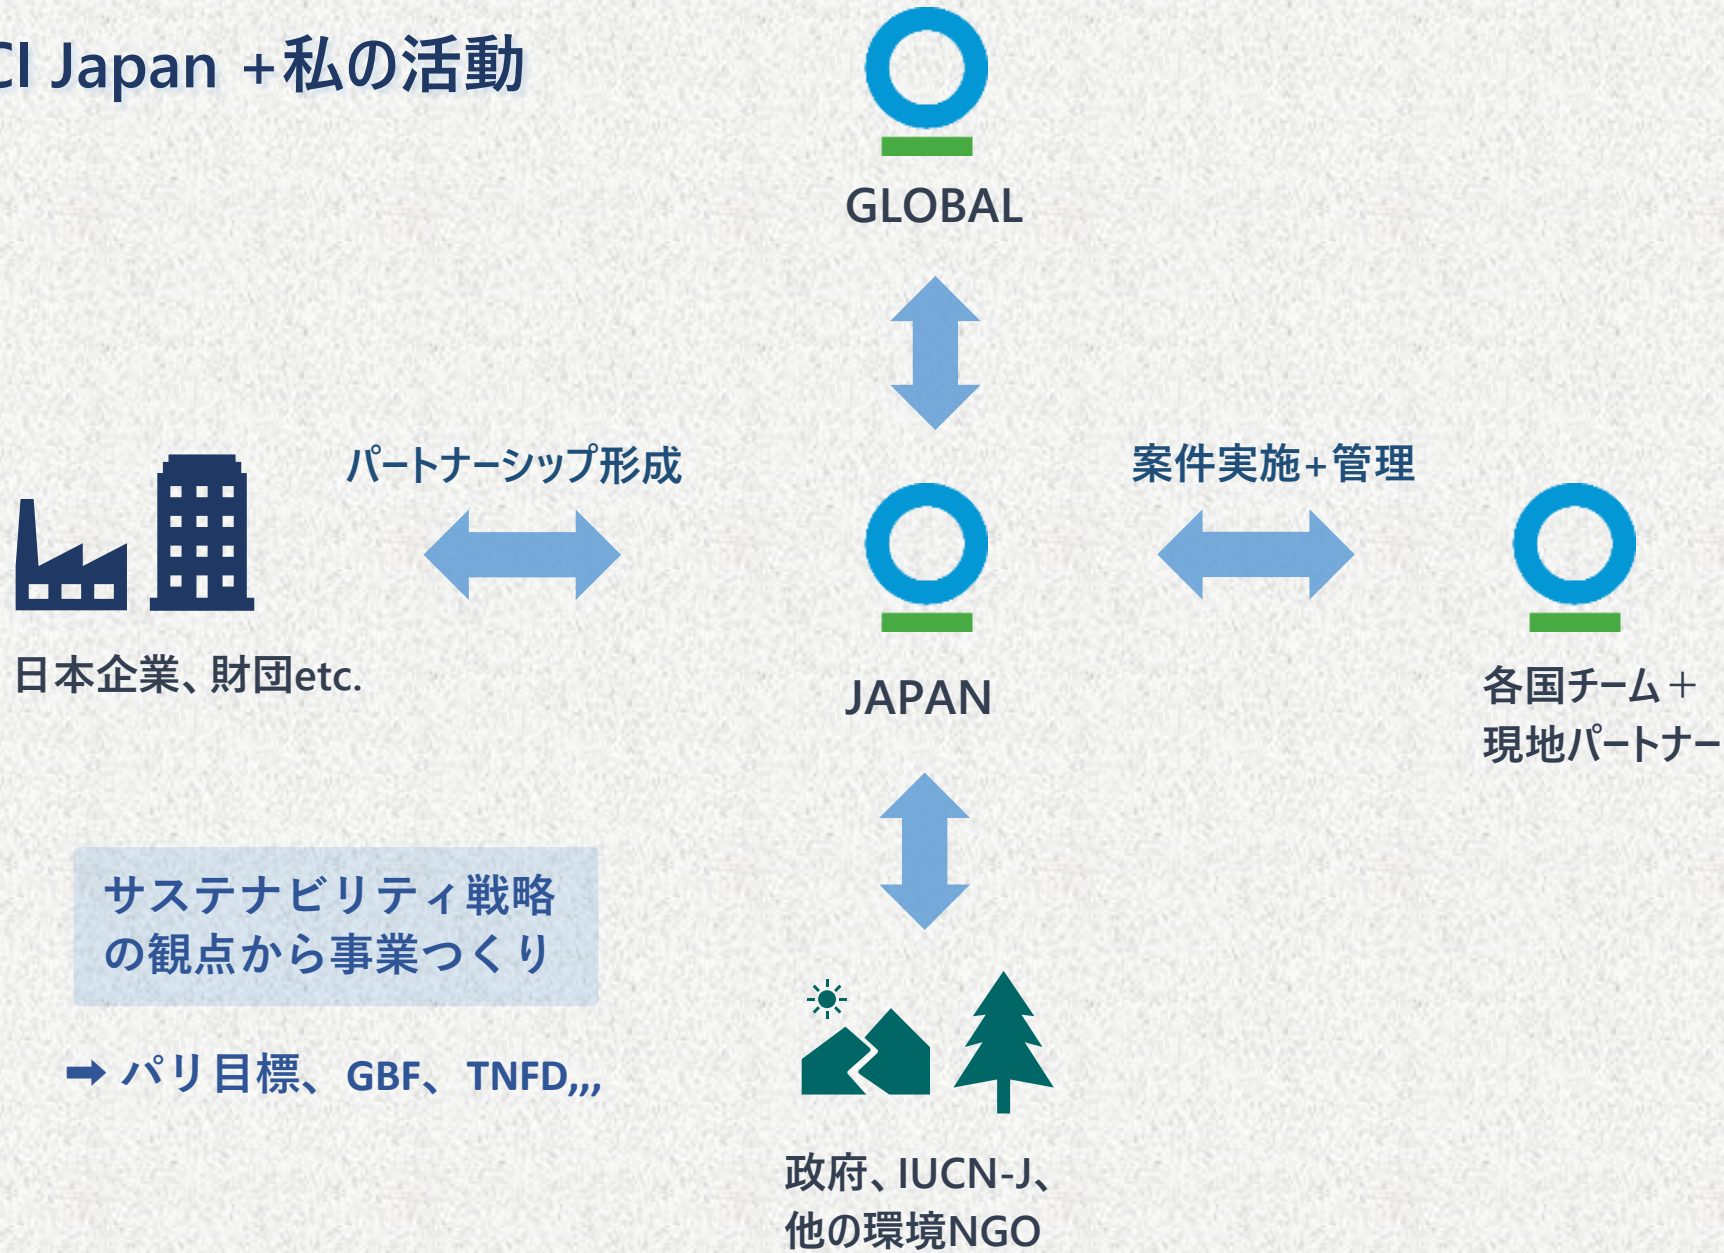 CI Japan +私の活動
GLOBAL
パートナーシップ形成
案件実施+管理
日本企業、財団etc.
JAPAN
各国チーム＋
現地パートナー
サステナビリティ戦略
の観点から事業つくり
➡ パリ目標、GBF、TNFD,,,
政府、IUCN-J、
他の環境NGO